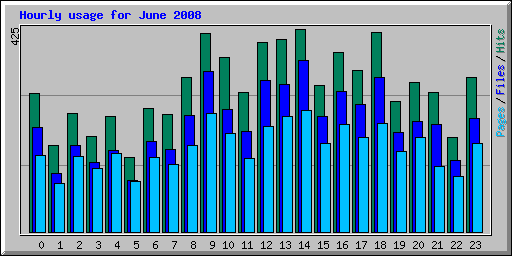 Hourly usage for June 2008
425
Pages / Files / Hits
0 1 2 3 4 5 6 7 8 9 10 11 12 13 14 15 16 17 18 19 20 21 22 23